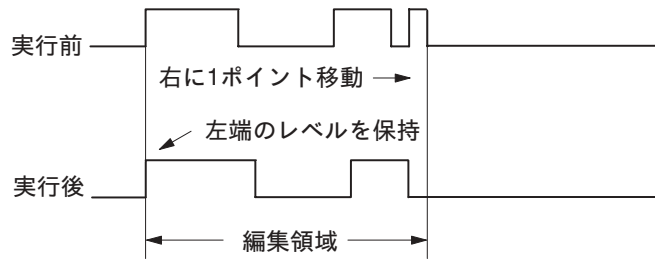 実行前
右に1ポイント移動
左端のレベルを保持
実行後
編集領域